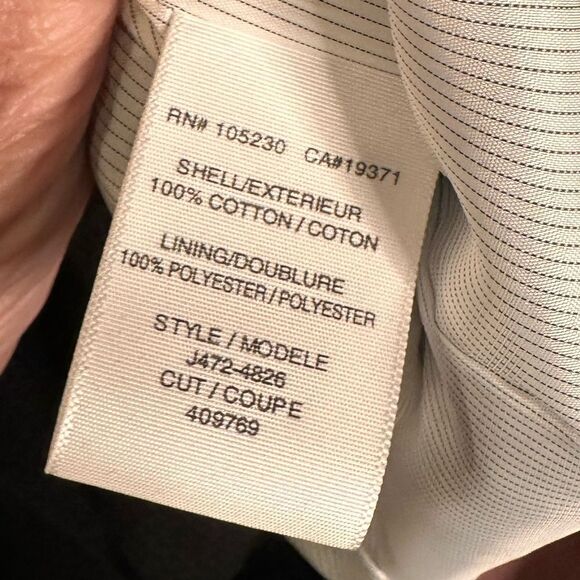 RN# 105230 CA#19371
SHELL/EXTERIEUR
100% COTTON / COTON
LINING/DOUBLURE
100% POLYESTER / POLYESTER
STYLE / MODELE
J472-4826
CUT / COUPE
409769